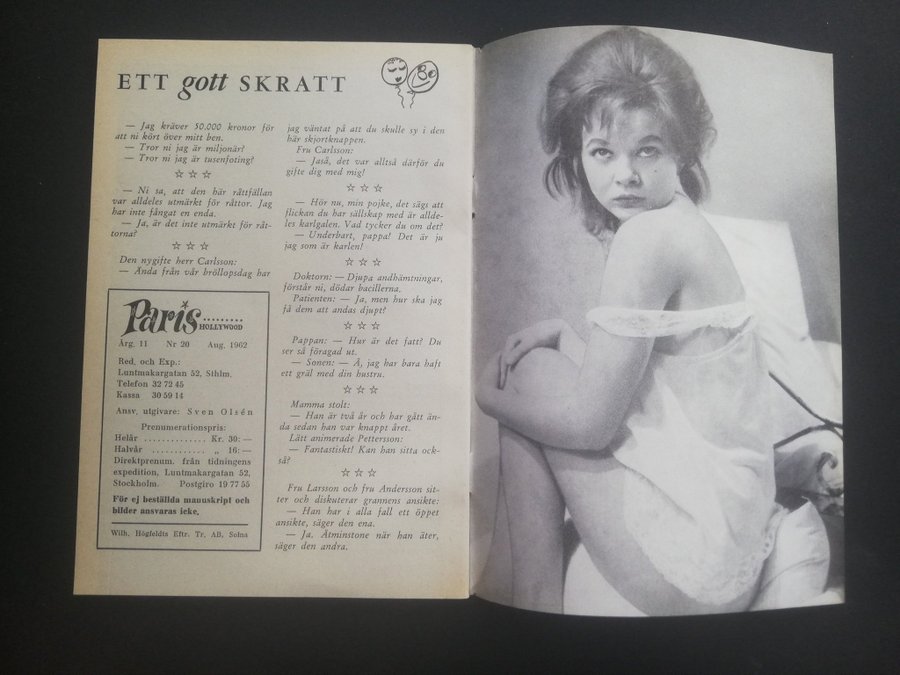 ETT gott SKRATT
— Jag kräver 50.000 kronor för
att ni kört över mitt ben.
— Tror ni jag är miljonär?
— Tror ni jag är tusenfoting?
☆ ☆ ☆
— Ni sa, att den här råttfällan
var alldeles utmärkt för råttor. Jag
har inte fångat en enda.
— Ja, är det inte utmärkt för råt-
torna?
☆ ☆ ☆
Den nygifte herr Carlsson:
— Ända från vår bröllopsdag har
jag väntat på att du skulle sy i den
här skjortknappen.
Fru Carlsson:
— Jaså, det var alltså därför du
gifte dig med mig!
☆ ☆ ☆
— Hör nu, min pojke, det sägs att
flickan du har sällskap med är allde-
les karlgalen. Vad tycker du om det?
— Underbart, pappa! Det är ju
jag som är karlen!
☆ ☆ ☆
Doktorn: — Djupa andhämtningar,
förstår ni, dödar bacillerna.
Patienten: — Ja, men hur ska jag
få dem att andas djupt?
☆ ☆ ☆
Pappan: — Hur är det fatt? Du
ser så föragad ut.
— Sonen: — Å, jag har bara haft
ett gräl med din hustru.
☆ ☆ ☆
Mamma stolt:
— Han är två år och har gått än-
da sedan han var knappt året.
Lätt animerade Pettersson:
— Fantastiskt! Kan han sitta ock-
så?
☆ ☆ ☆
Fru Larsson och fru Andersson sit-
ter och diskuterar grannens ansikte:
— Han har i alla fall ett öppet
ansikte, säger den ena.
— Ja. Åtminstone när han äter,
säger den andra.
Paris
HOLLYWOOD
Årg. 11 Nr 20 Aug. 1962
Red. och Exp.:
Luntmakargatan 52, Sthlm.
Telefon 32 72 45
Kassa 30 59 14
Ansv. utgivare: Sven Olsén
Prenumerationspris:
Helår .............. Kr. 30:—
Halvår ............. „ 16:—
Direktprenum. från tidningens
expedition, Luntmakargatan 52,
Stockholm. Postgiro 19 77 55
För ej beställda manuskript och
bilder ansvaras icke.
Wilh. Högfeldts Eftr. Tr. AB, Solna